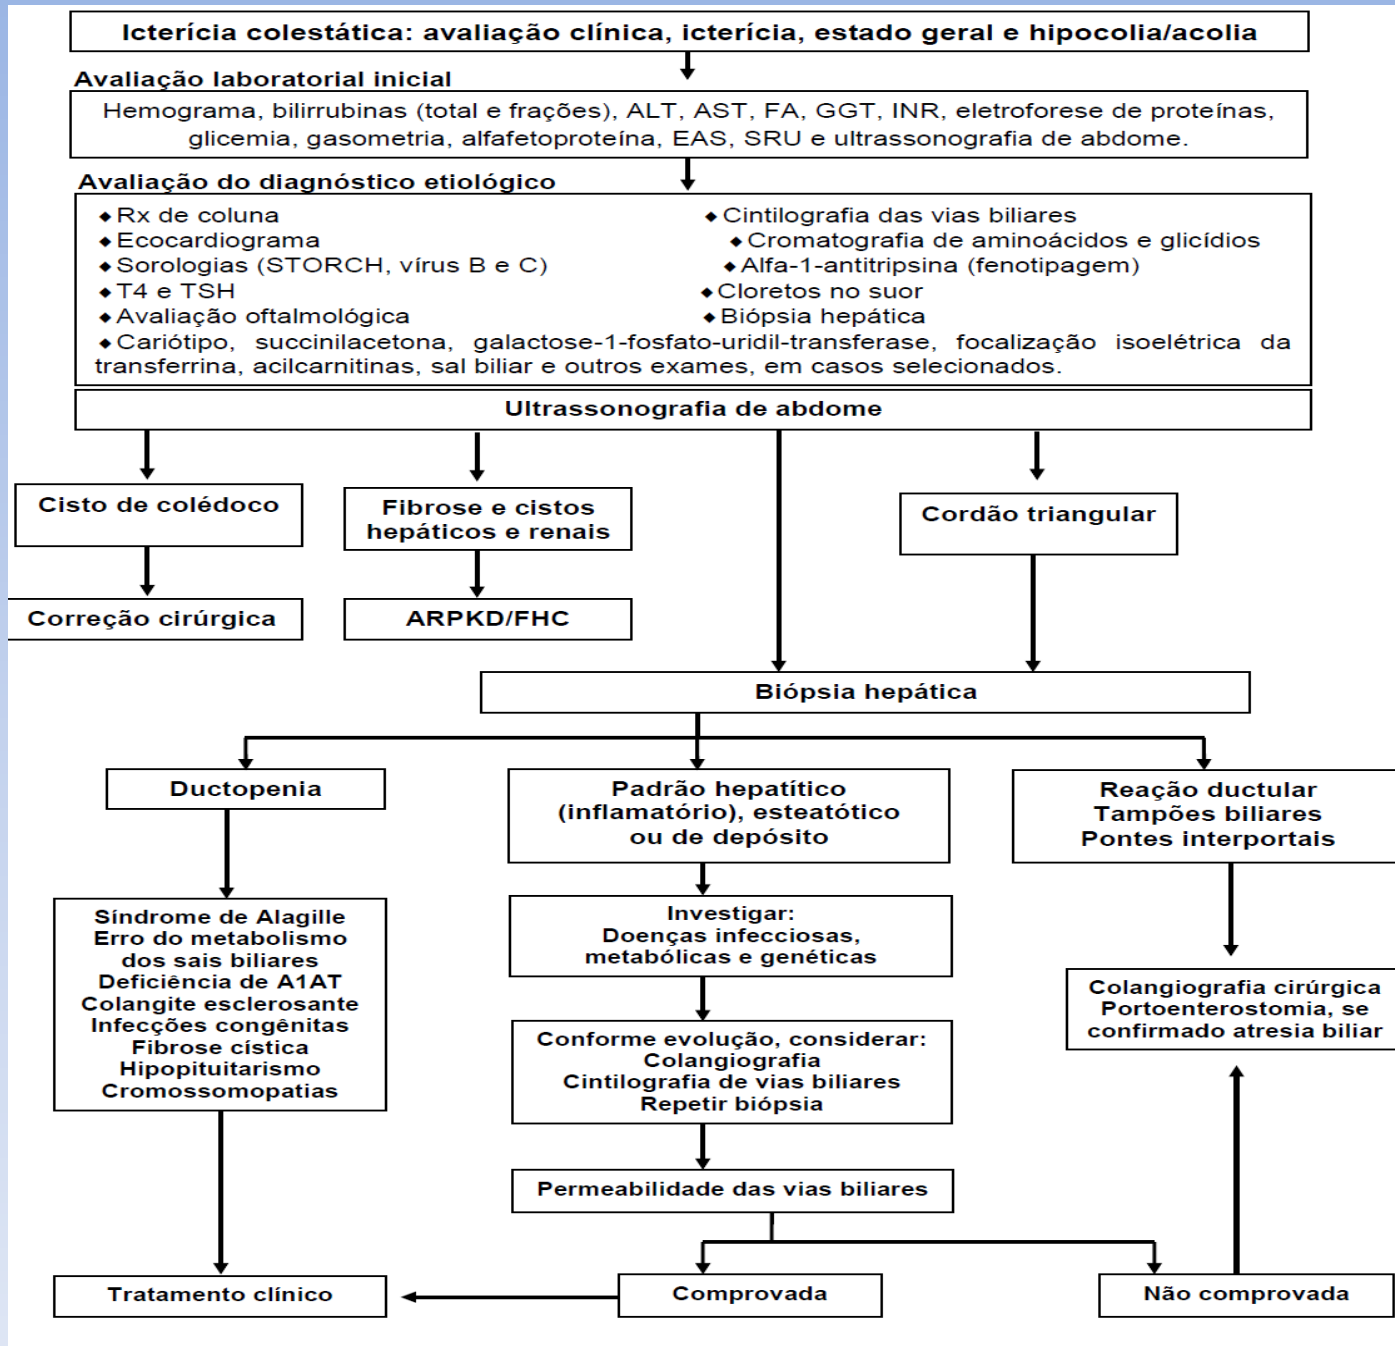 Icterícia colestática: avaliação clínica, icterícia, estado geral e hipocolia/acolia
Avaliação laboratorial inicial
Hemograma, bilirrubinas (total e frações), ALT, AST, FA, GGT, INR, eletroforese de proteínas,
glicemia, gasometria, alfafetoproteína, EAS, SRU e ultrassonografia de abdome.
Avaliação do diagnóstico etiológico
◆Rx de coluna
◆Ecocardiograma
◆Sorologias (STORCH, vírus B e C)
◆T4 e TSH
◆Avaliação oftalmológica
◆Cintilografia das vias biliares
◆Cromatografia de aminoácidos e glicídios
◆Alfa-1-antitripsina (fenotipagem)
◆Cloretos no suor
◆Biópsia hepática
◆Cariótipo, succinilacetona, galactose-1-fosfato-uridil-transferase, focalização isoelétrica da
transferrina, acilcarnitinas, sal biliar e outros exames, em casos selecionados.
Ultrassonografia de abdome
Cisto de colédoco
Fibrose e cistos
hepáticos e renais
Cordão triangular
Correção cirúrgica
ARPKD/FHC
Biópsia hepática
Ductopenia
Padrão hepatítico
(inflamatório), esteatótico
ou de depósito
Reação ductular
Tampões biliares
Pontes interportais
Síndrome de Alagille
Erro do metabolismo
dos sais biliares
Deficiência de A1AT
Colangite esclerosante
Infecções congênitas
Fibrose cística
Hipopituitarismo
Cromossomopatias
Investigar:
Doenças infecciosas,
metabólicas e genéticas
Colangiografia cirúrgica
Portoenterostomia, se
confirmado atresia biliar
Conforme evolução, considerar:
Colangiografia
Cintilografia de vias biliares
Repetir biópsia
Permeabilidade das vias biliares
Tratamento clínico
Comprovada
Não comprovada